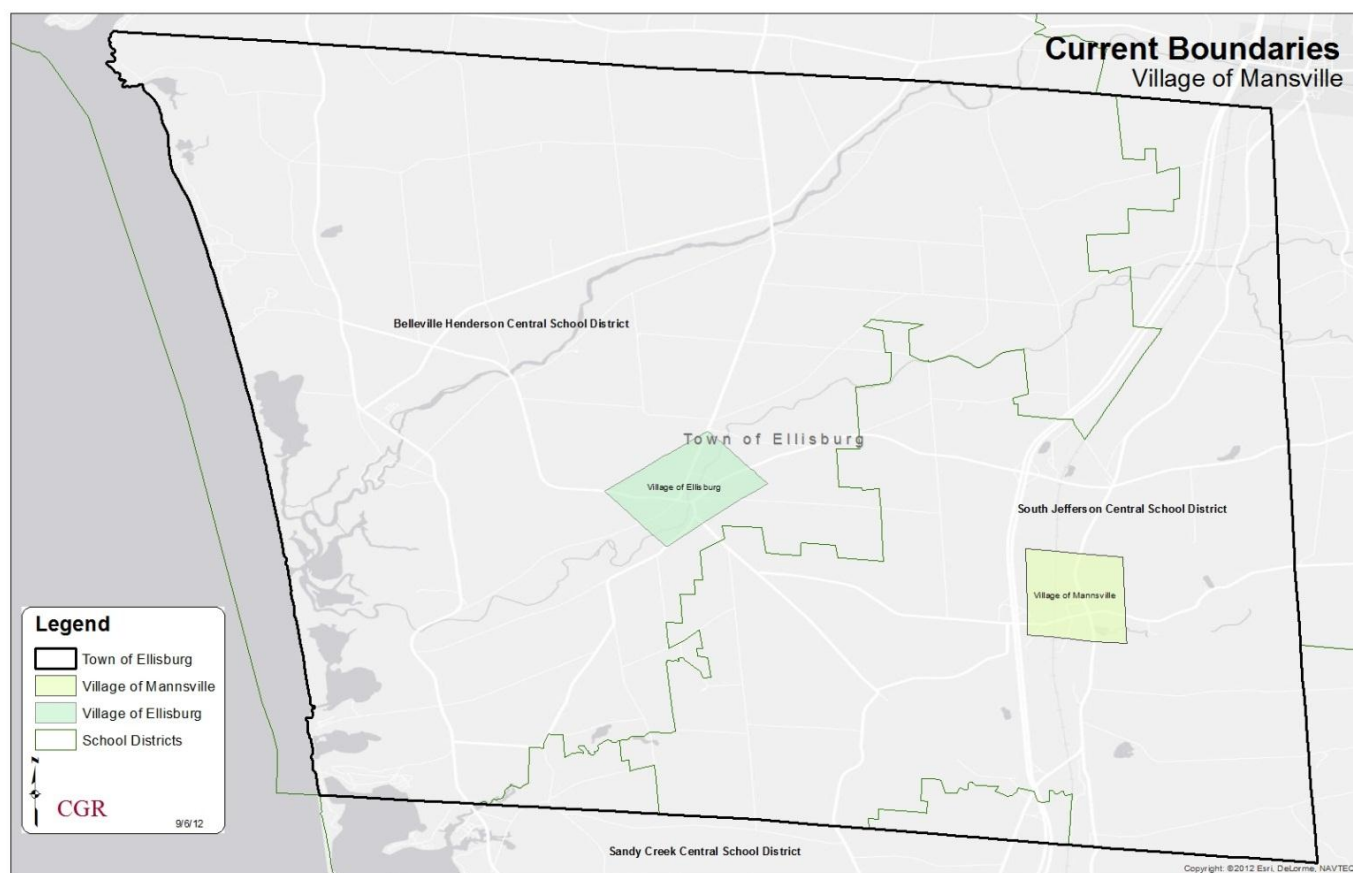 Current Boundaries
Village of Mansville
Belleville Henderson Central School District
Town of Ellisburg
Village of Ellisburg
South Jefferson Central School District
Village of Mannsville
Legend
Town of Ellisburg
Village of Mannsville
Village of Ellisburg
School Districts
N
CGR
9/6/12
Sandy Creek Central School District
Copyright: ©2012 Esri, DeLorme, NAVTEQ